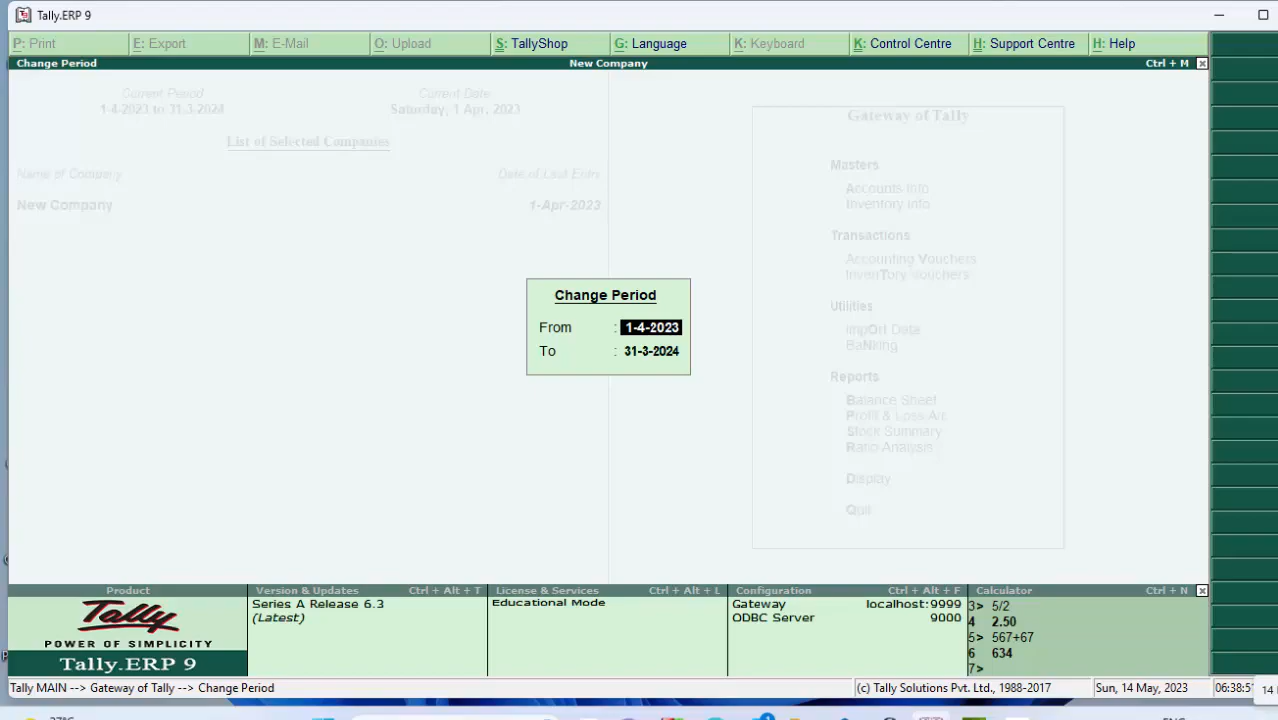 Tally.ERP 9
P: Print E: Export M: E-Mail O: Upload S: TallyShop G: Language K: Keyboard K: Control Centre H: Support Centre H: Help
Change Period New Company Ctrl + M
Current Period Current Date
1-4-2023 to 31-3-2024 Saturday, 1 Apr, 2023
List of Selected Companies
Name of Company Date of Last Entry
New Company 1-Apr-2023
Gateway of Tally
Masters
Accounts Info
Inventory Info
Transactions
Accounting Vouchers
InvenTory Vouchers
Utilities
ImpOrt Data
BaNking
Reports
Balance Sheet
Profit & Loss A/c
Stock Summary
Ratio Analysis
Display
Quit
Change Period
From : 1-4-2023
To : 31-3-2024
Product
Tally
POWER OF SIMPLICITY
Tally.ERP 9
Version & Updates Ctrl + Alt + T
Series A Release 6.3
(Latest)
License & Services Ctrl + Alt + L
Educational Mode
Configuration Ctrl + Alt + F
Gateway localhost:9999
ODBC Server 9000
Calculator Ctrl + N
3> 5/2
4 2.50
5> 567+67
6 634
7>
Tally MAIN --> Gateway of Tally --> Change Period (c) Tally Solutions Pvt. Ltd., 1988-2017 Sun, 14 May, 2023 06:38:5
14